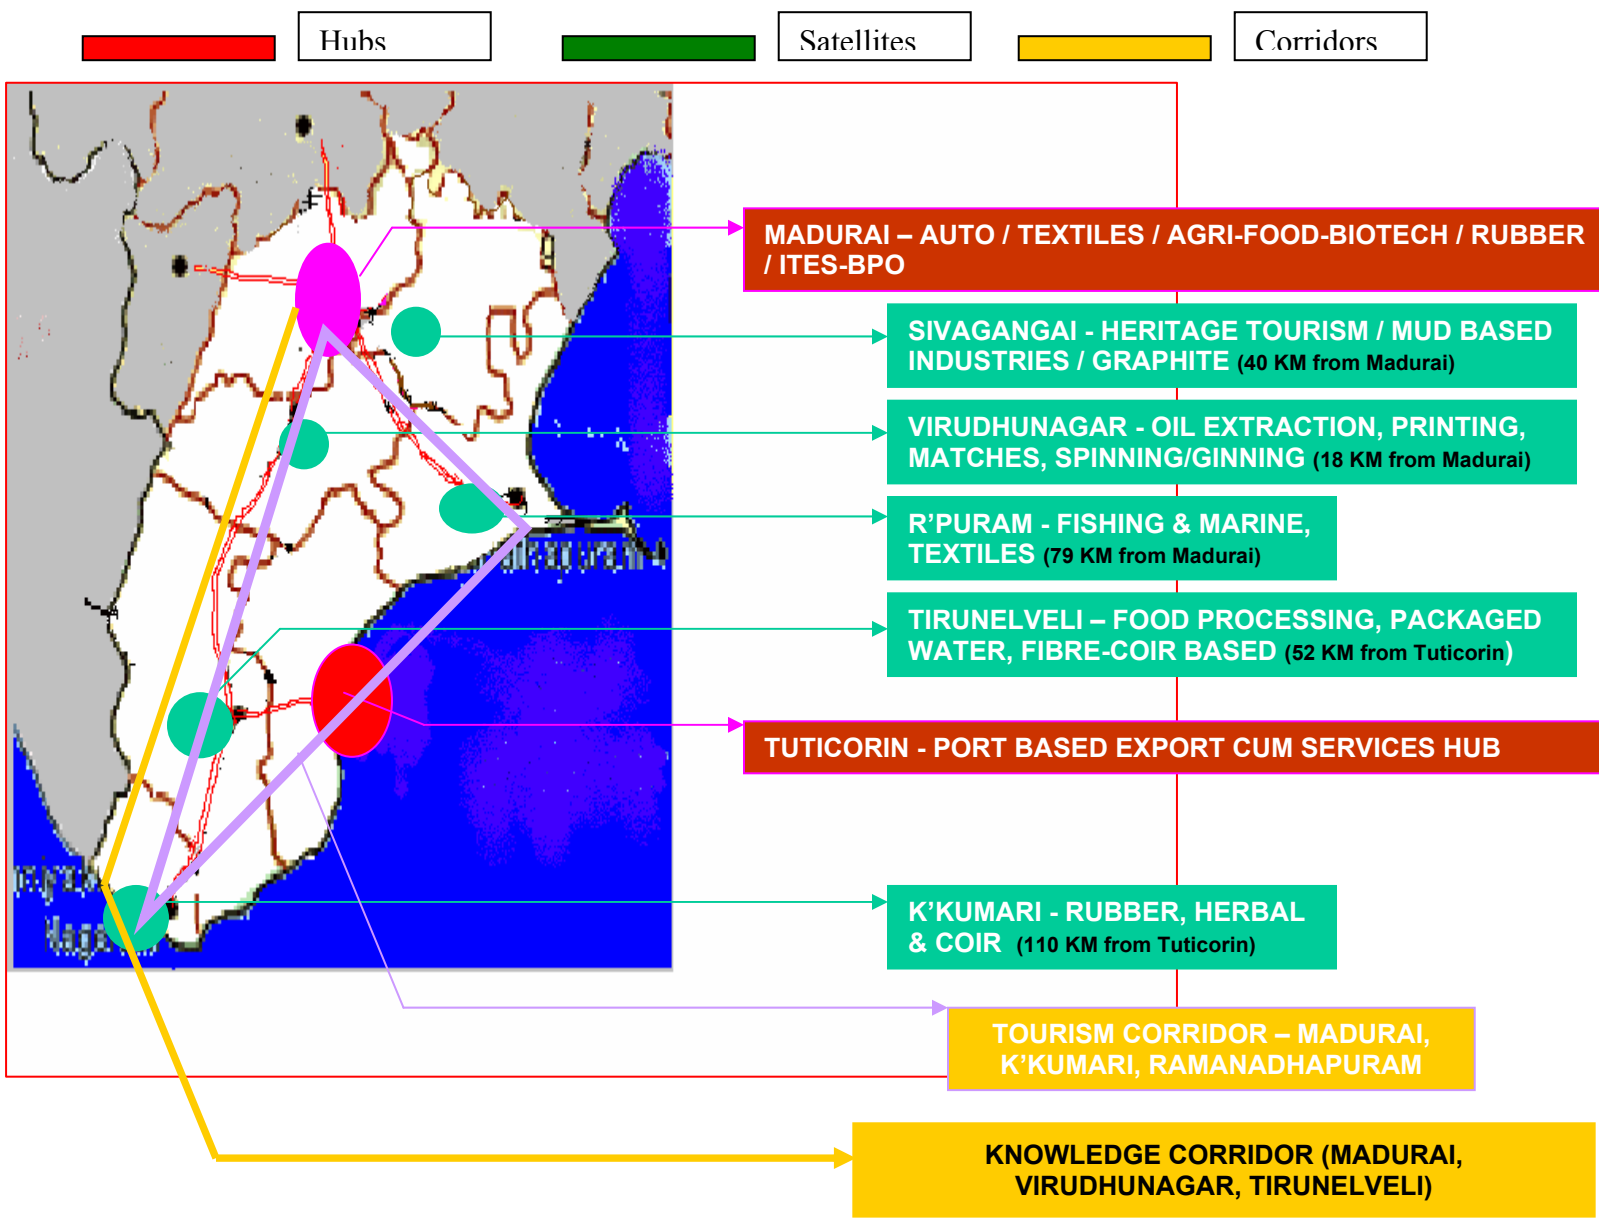 Hubs
Satellites
Corridors
MADURAI – AUTO / TEXTILES / AGRI-FOOD-BIOTECH / RUBBER
/ ITES-BPO
SIVAGANGAI - HERITAGE TOURISM / MUD BASED
INDUSTRIES / GRAPHITE (40 KM from Madurai)
VIRUDHUNAGAR - OIL EXTRACTION, PRINTING,
MATCHES, SPINNING/GINNING (18 KM from Madurai)
R’PURAM - FISHING & MARINE,
TEXTILES (79 KM from Madurai)
TIRUNELVELI – FOOD PROCESSING, PACKAGED
WATER, FIBRE-COIR BASED (52 KM from Tuticorin)
TUTICORIN - PORT BASED EXPORT CUM SERVICES HUB
K’KUMARI - RUBBER, HERBAL
& COIR (110 KM from Tuticorin)
TOURISM CORRIDOR – MADURAI,
K’KUMARI, RAMANADHAPURAM
KNOWLEDGE CORRIDOR (MADURAI,
VIRUDHUNAGAR, TIRUNELVELI)